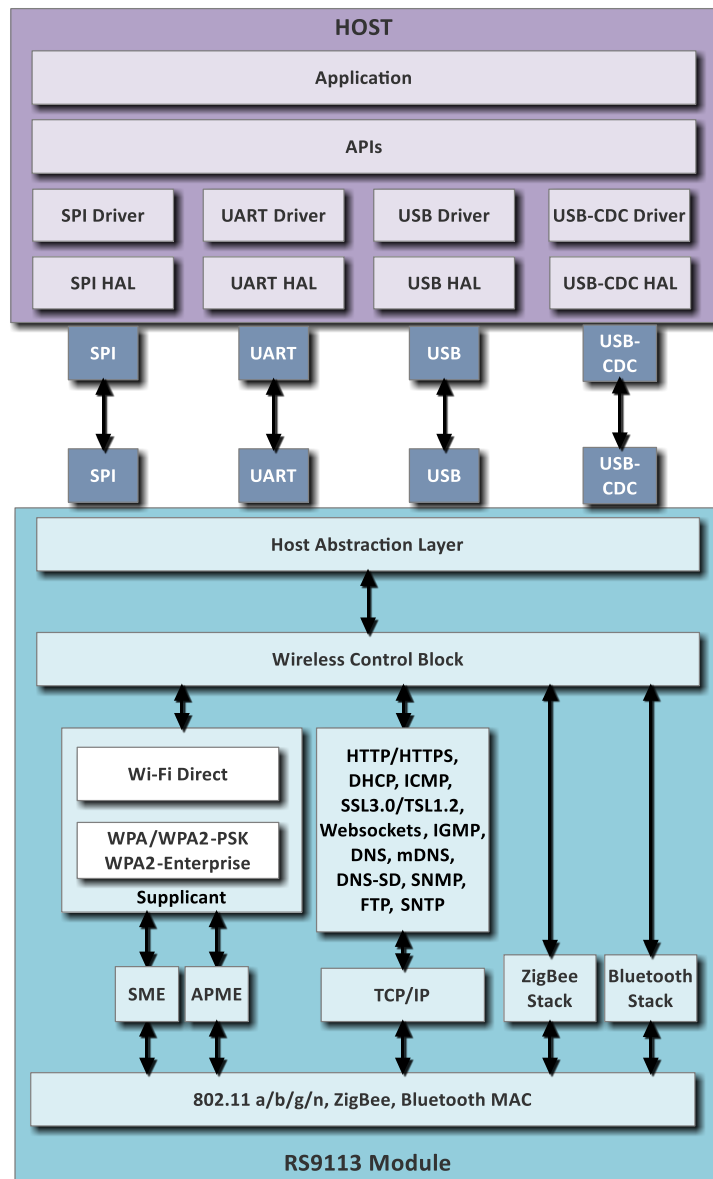 HOST
Application
APIs
SPI Driver
UART Driver
USB Driver
USB-CDC Driver
SPI HAL
UART HAL
USB HAL
USB-CDC HAL
SPI
UART
USB
USB-
CDC
SPI
UART
USB
USB-
CDC
Host Abstraction Layer
Wireless Control Block
Wi-Fi Direct
WPA/WPA2-PSK
WPA2-Enterprise
Supplicant
HTTP/HTTPS,
DHCP, ICMP,
SSL3.0/TSL1.2,
Websockets, IGMP,
DNS, mDNS,
DNS-SD, SNMP,
FTP, SNTP
SME
APME
TCP/IP
ZigBee
Stack
Bluetooth
Stack
802.11 a/b/g/n, ZigBee, Bluetooth MAC
RS9113 Module